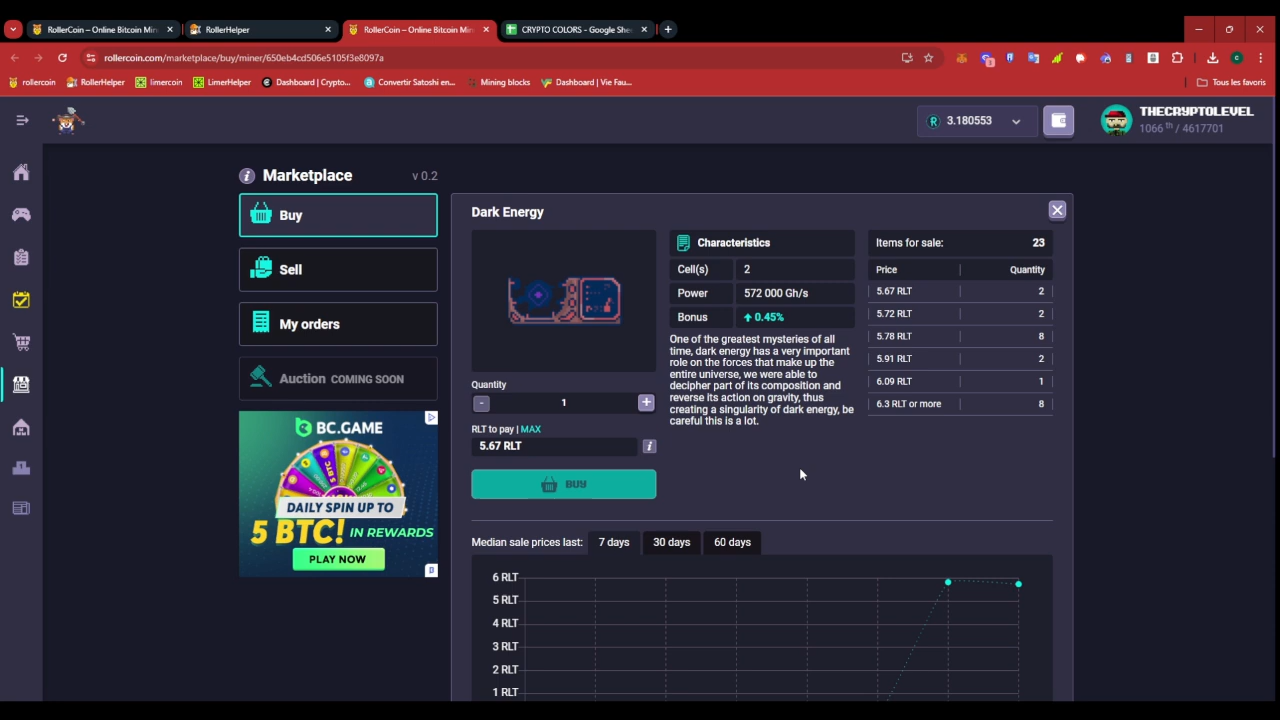 RollerCoin – Online Bitcoin Min
RollerHelper
RollerCoin – Online Bitcoin Min
CRYPTO COLORS - Google She
rollercoin.com/marketplace/buy/miner/650eb4cd506e5105f3e8097a
rollercoin
RollerHelper
limercoin
LimerHelper
Dashboard | Crypto...
Convertir Satoshi en...
Mining blocks
Dashboard | Vie Fau...
Tous les favoris
3.180553
THECRYPTOLEVEL
1066 th / 4617701
Marketplace
v 0.2
Buy
Sell
My orders
Auction COMING SOON
BC.GAME
5 BTC
DAILY SPIN UP TO
5 BTC! IN REWARDS
PLAY NOW
Dark Energy
Quantity
- 1 +
RLT to pay | MAX
5.67 RLT
BUY
Characteristics
Cell(s) 2
Power 572 000 Gh/s
Bonus 0.45%
One of the greatest mysteries of all
time, dark energy has a very important
role on the forces that make up the
entire universe, we were able to
decipher part of its composition and
reverse its action on gravity, thus
creating a singularity of dark energy, be
careful this is a lot.
Items for sale: 23
Price Quantity
5.67 RLT 2
5.72 RLT 2
5.78 RLT 8
5.91 RLT 2
6.09 RLT 1
6.3 RLT or more 8
Median sale prices last: 7 days 30 days 60 days
6 RLT
5 RLT
4 RLT
3 RLT
2 RLT
1 RLT